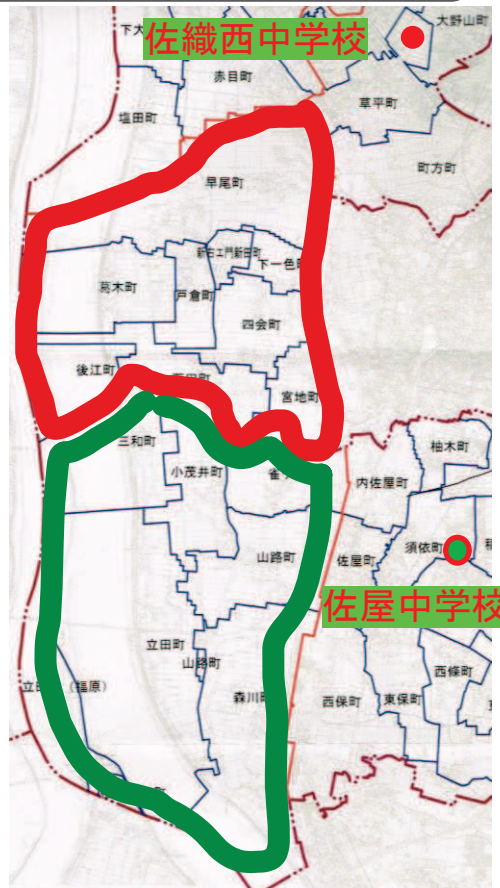 大野山町
佐織西中学校
赤目町
草平町
塩田町
町方町
早尾町
新右エ門新田町
下一色町
葛木町
戸倉町
四会町
後江町
宮地町
三和町
柚木町
小茂井町
内佐屋町
山路町
佐屋町
須依町
佐屋中学校
立田町
山路町
西條町
(福原)
森川町
西保町
東保町